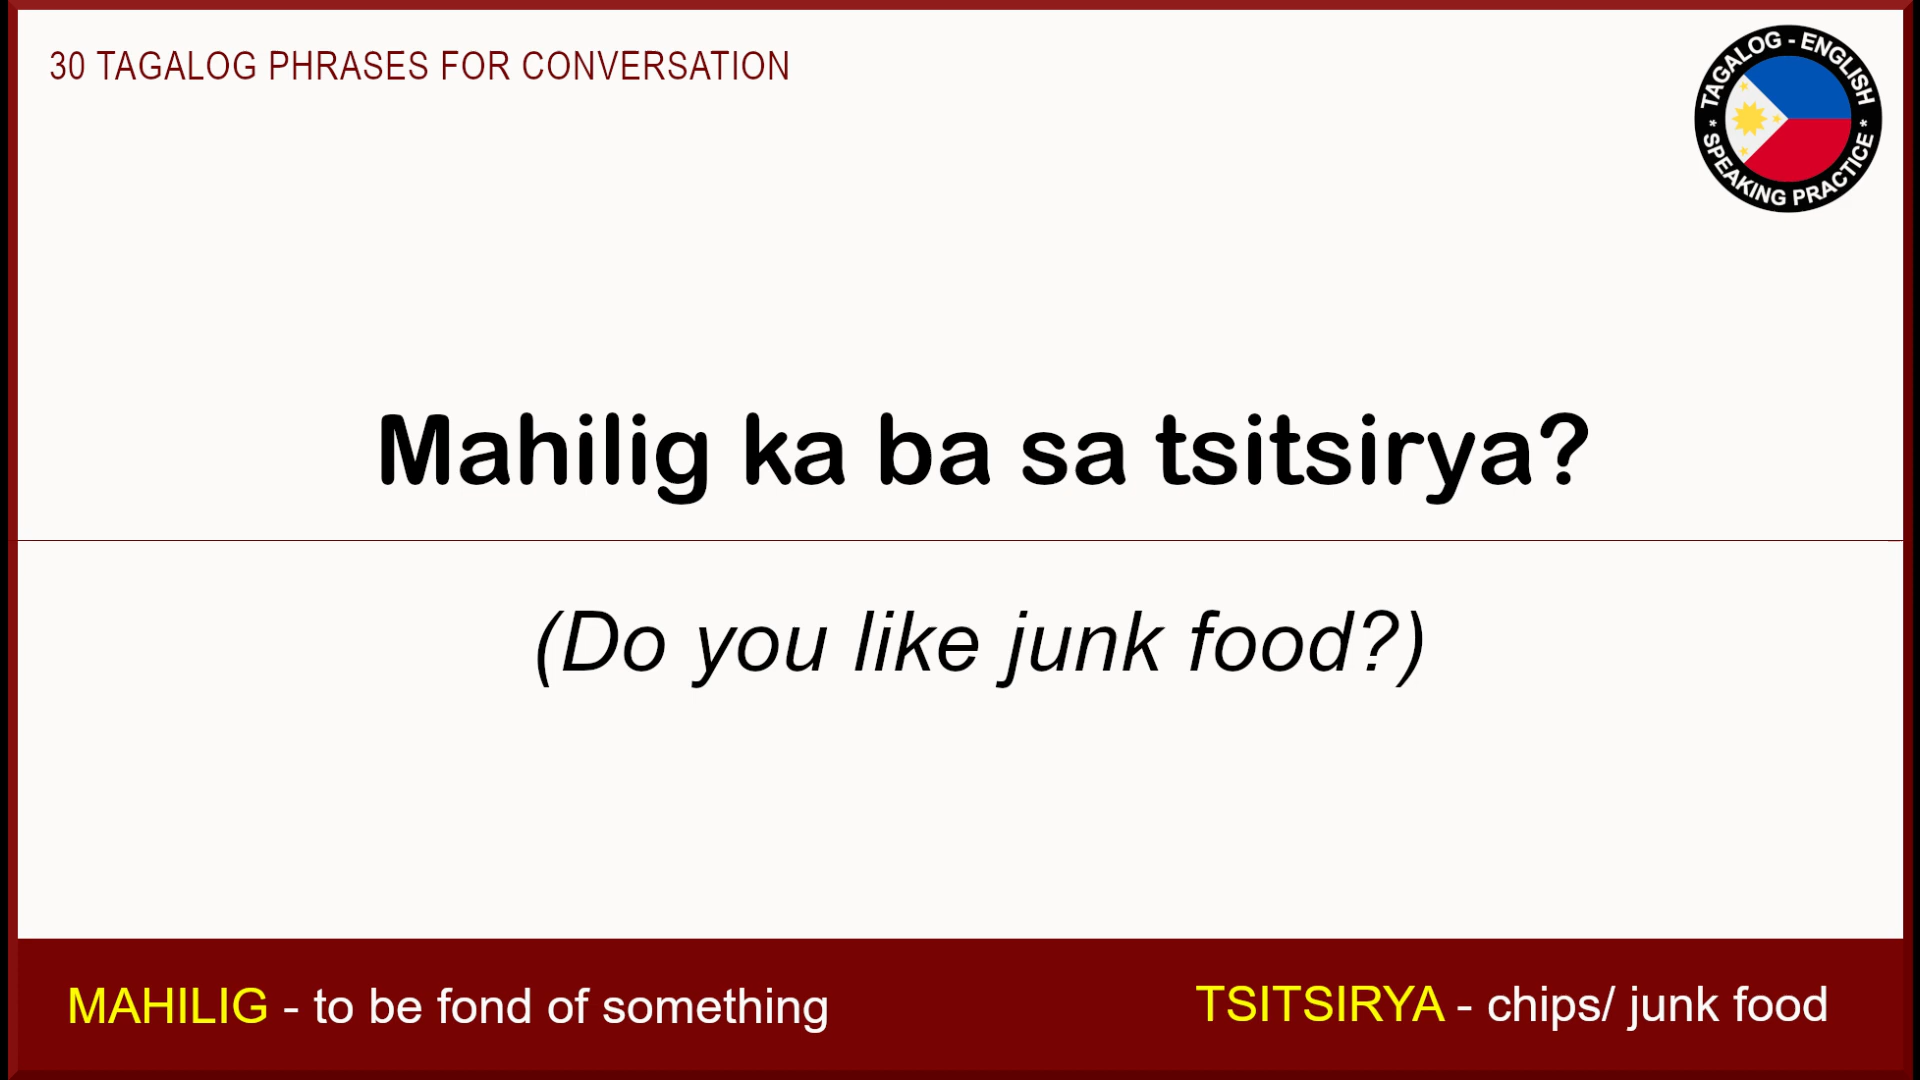 30 TAGALOG PHRASES FOR CONVERSATION
TAGALOG - ENGLISH
* SPEAKING PRACTICE *
Mahilig ka ba sa tsitsirya?
(Do you like junk food?)
MAHILIG - to be fond of something
TSITSIRYA - chips/ junk food